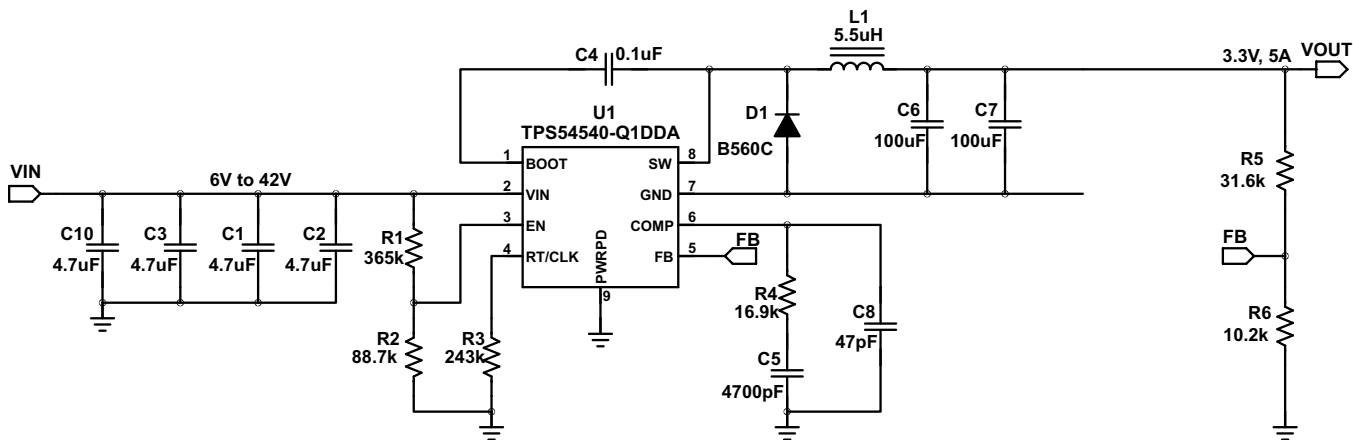 L1
5.5uH
C4
0.1uF
3.3V, 5A
VOUT
U1
TPS54540-Q1DDA
D1
B560C
C6
100uF
C7
100uF
1
BOOT
SW
8
VIN
6V to 42V
2
VIN
GND
7
R5
31.6k
3
EN
COMP
6
4
RT/CLK
FB
5
FB
FB
PWRPD
9
C10
4.7uF
C3
4.7uF
C1
4.7uF
C2
4.7uF
R1
365k
R2
88.7k
R3
243k
R4
16.9k
C8
47pF
C5
4700pF
R6
10.2k